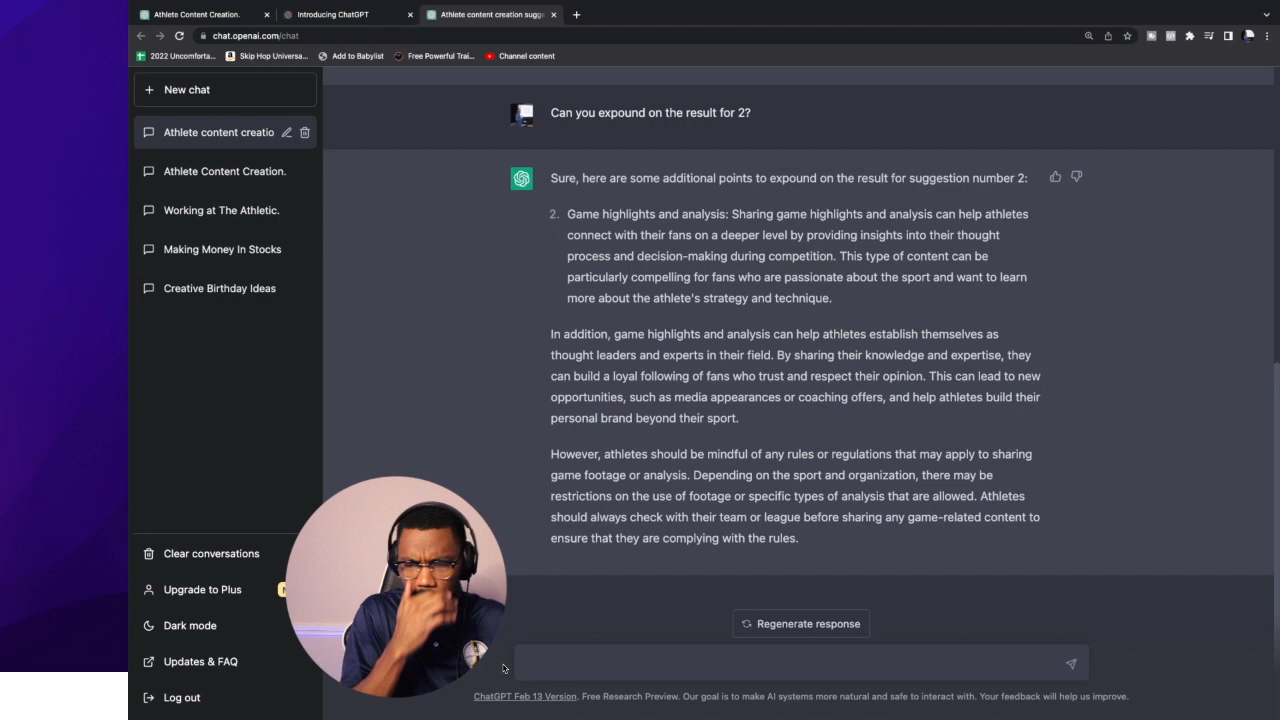 Athlete Content Creation.
Introducing ChatGPT
Athlete content creation sugge
chat.openai.com/chat
2022 Uncomforta...
Skip Hop Universa...
Add to Babylist
Free Powerful Trai...
Channel content
New chat
Athlete content creatio
Athlete Content Creation.
Working at The Athletic.
Making Money In Stocks
Creative Birthday Ideas
Clear conversations
Upgrade to Plus
Dark mode
Updates & FAQ
Log out
Can you expound on the result for 2?
Sure, here are some additional points to expound on the result for suggestion number 2:
2. Game highlights and analysis: Sharing game highlights and analysis can help athletes
connect with their fans on a deeper level by providing insights into their thought
process and decision-making during competition. This type of content can be
particularly compelling for fans who are passionate about the sport and want to learn
more about the athlete's strategy and technique.
In addition, game highlights and analysis can help athletes establish themselves as
thought leaders and experts in their field. By sharing their knowledge and expertise, they
can build a loyal following of fans who trust and respect their opinion. This can lead to new
opportunities, such as media appearances or coaching offers, and help athletes build their
personal brand beyond their sport.
However, athletes should be mindful of any rules or regulations that may apply to sharing
game footage or analysis. Depending on the sport and organization, there may be
restrictions on the use of footage or specific types of analysis that are allowed. Athletes
should always check with their team or league before sharing any game-related content to
ensure that they are complying with the rules.
Regenerate response
ChatGPT Feb 13 Version. Free Research Preview. Our goal is to make AI systems more natural and safe to interact with. Your feedback will help us improve.